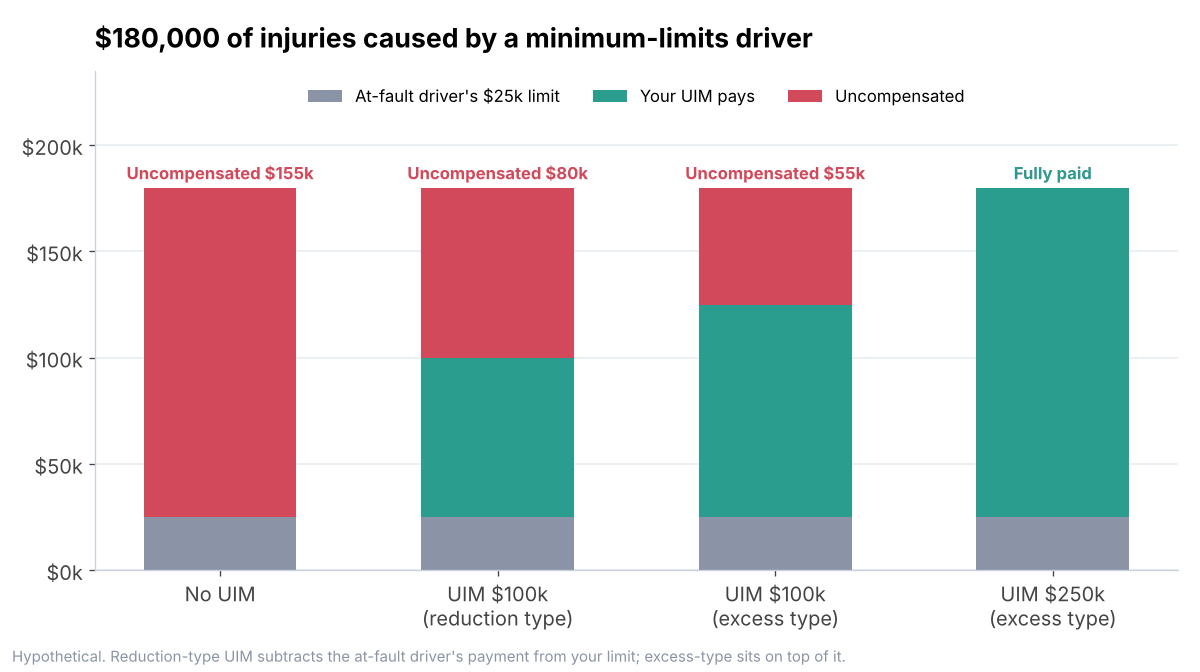 $180,000 of injuries caused by a minimum-limits driver
At-fault driver's $25k limit
Your UIM pays
Uncompensated
$200k
$150k
$100k
$50k
$0k
Uncompensated $155k
Uncompensated $80k
Uncompensated $55k
Fully paid
No UIM
UIM $100k
(reduction type)
UIM $100k
(excess type)
UIM $250k
(excess type)
Hypothetical. Reduction-type UIM subtracts the at-fault driver's payment from your limit; excess-type sits on top of it.